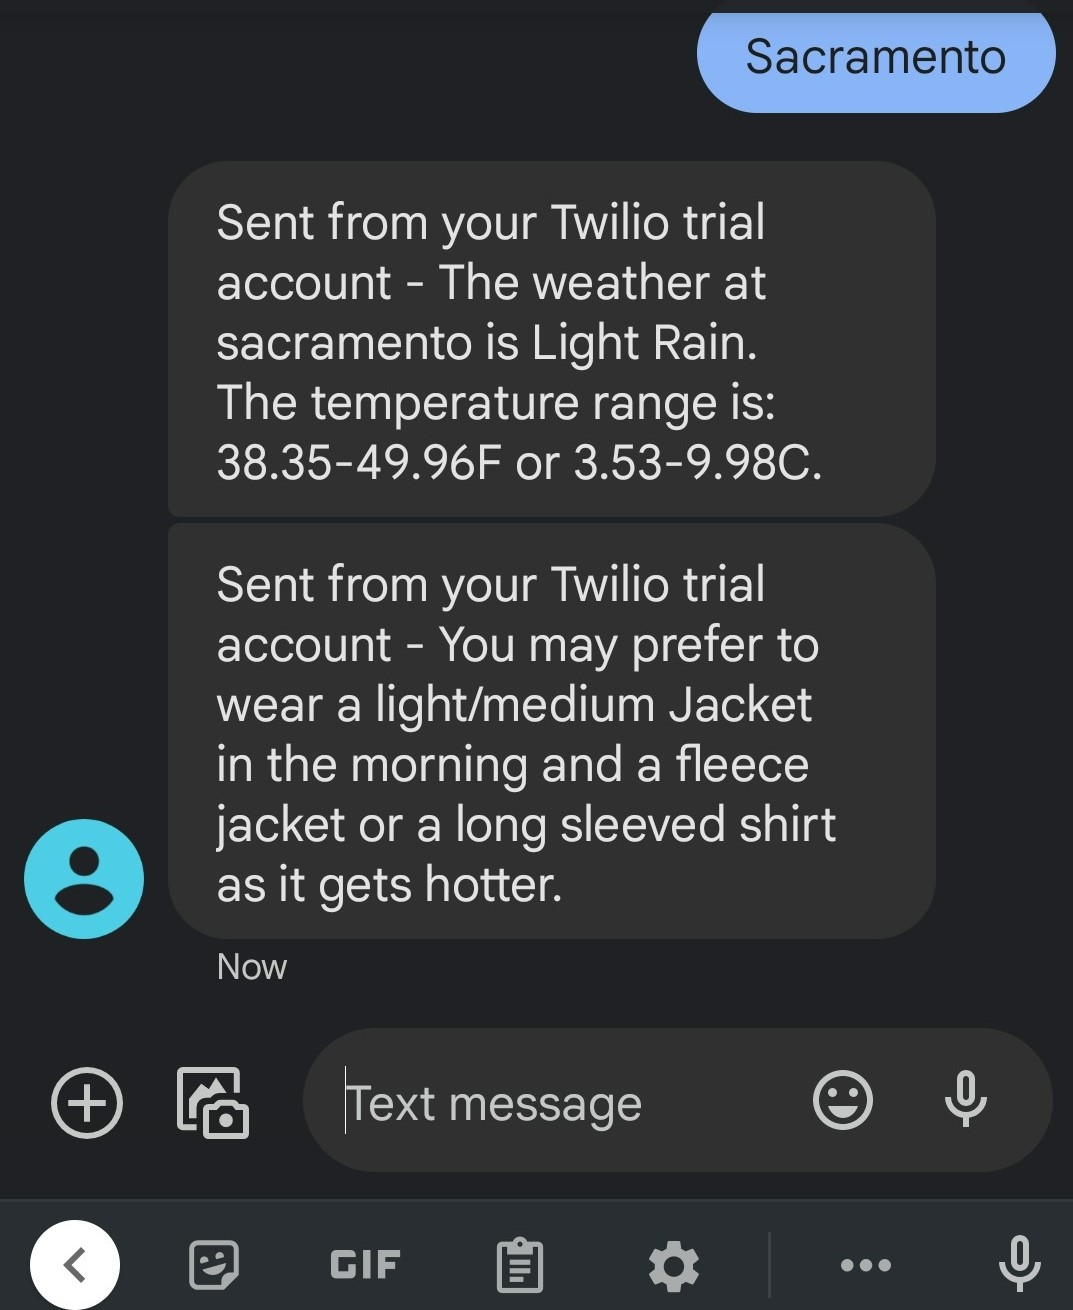 Sacramento
Sent from your Twilio trial
account - The weather at
sacramento is Light Rain.
The temperature range is:
38.35-49.96F or 3.53-9.98C.
Sent from your Twilio trial
account - You may prefer to
wear a light/medium Jacket
in the morning and a fleece
jacket or a long sleeved shirt
as it gets hotter.
Now
Text message
GIF